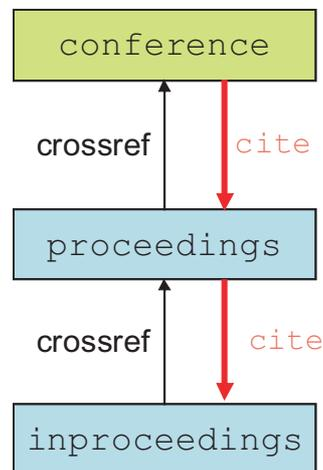 conference
crossref cite
proceedings
crossref cite
inproceedings